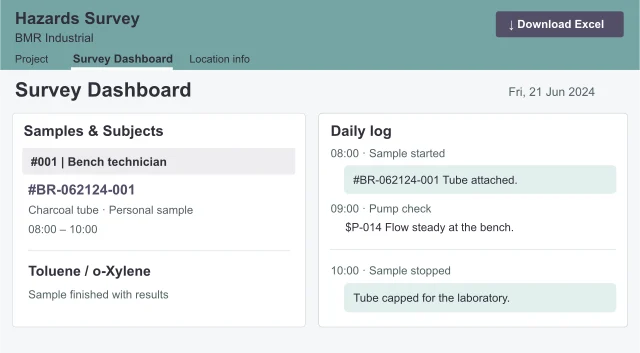 Hazards Survey
BMR Industrial
↓ Download Excel
Project Survey Dashboard Location info
Survey Dashboard
Fri, 21 Jun 2024
Samples & Subjects
#001 | Bench technician
#BR-062124-001
Charcoal tube · Personal sample
08:00 – 10:00
Toluene / o-Xylene
Sample finished with results
Daily log
08:00 · Sample started
#BR-062124-001 Tube attached.
09:00 · Pump check
$P-014 Flow steady at the bench.
10:00 · Sample stopped
Tube capped for the laboratory.